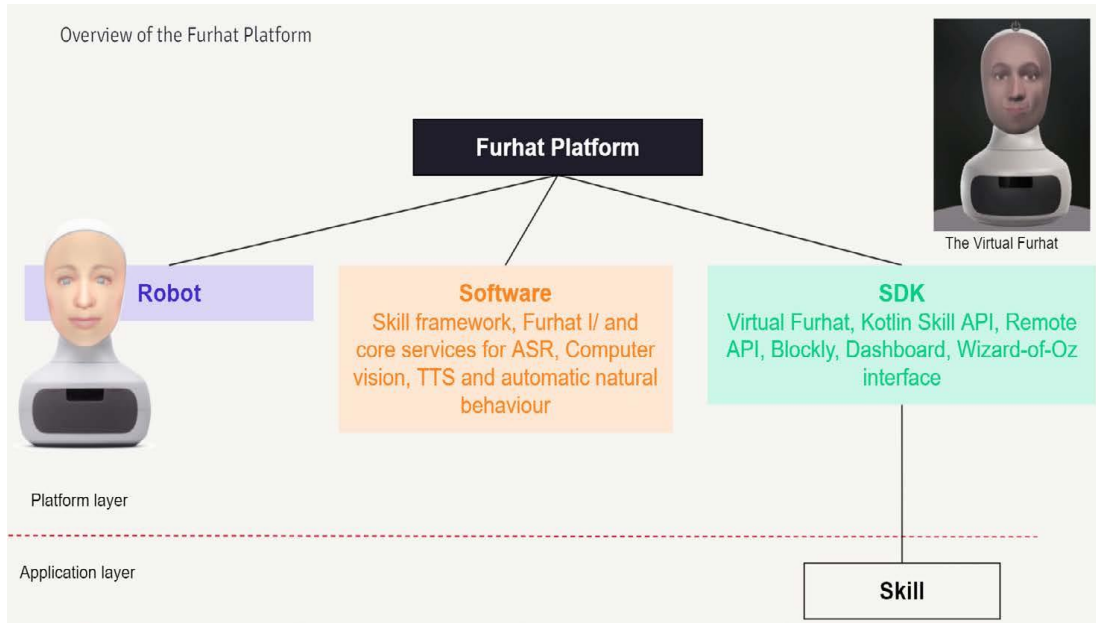 Overview of the Furhat Platform
Furhat Platform
The Virtual Furhat
Robot
Software
Skill framework, Furhat I/ and
core services for ASR, Computer
vision, TTS and automatic natural
behaviour
SDK
Virtual Furhat, Kotlin Skill API, Remote
API, Blockly, Dashboard, Wizard-of-Oz
interface
Platform layer
Application layer
Skill